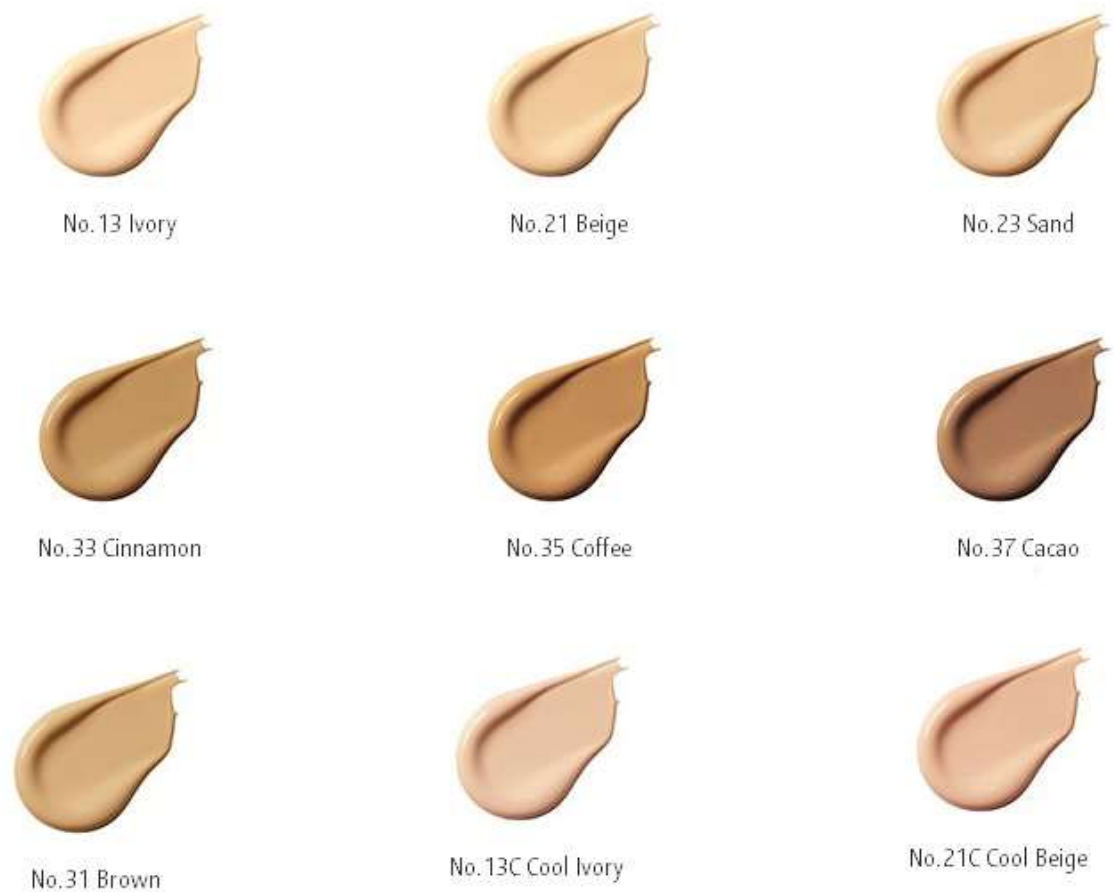 No.13 Ivory
No.21 Beige
No.23 Sand
No.33 Cinnamon
No.35 Coffee
No.37 Cacao
No.31 Brown
No.13C Cool Ivory
No.21C Cool Beige